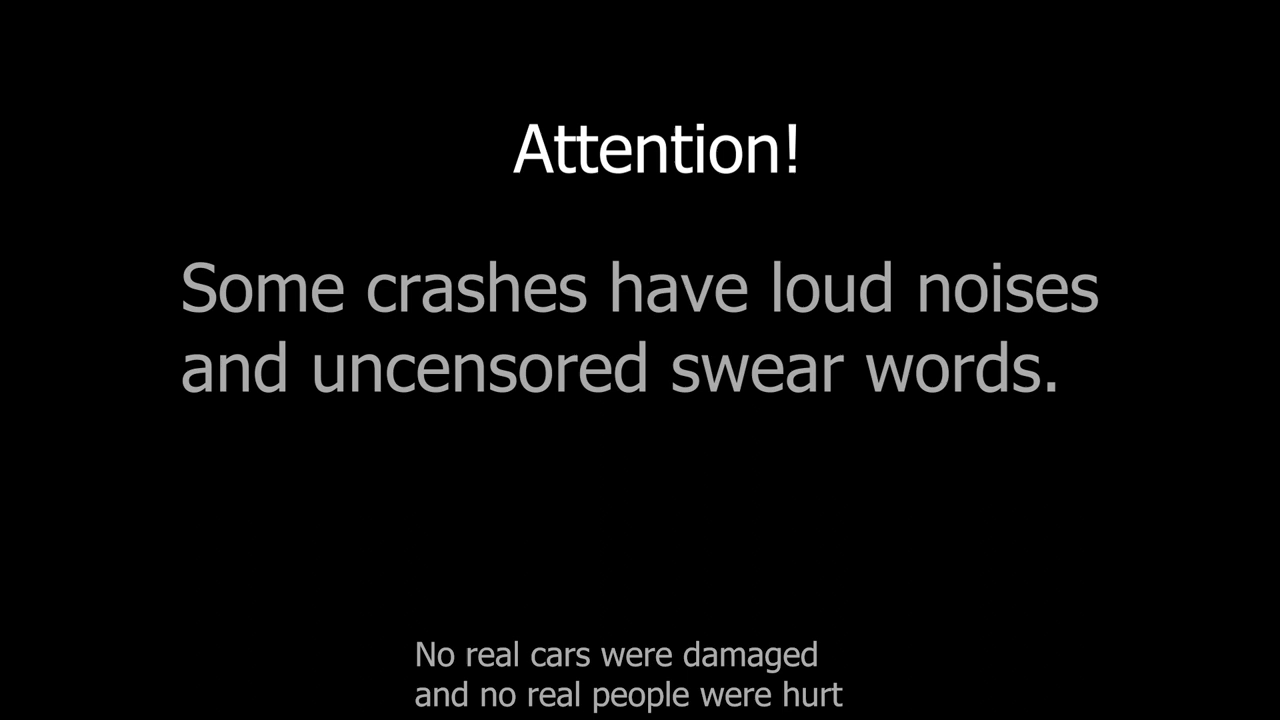 Attention!
Some crashes have loud noises
and uncensored swear words.
No real cars were damaged
and no real people were hurt